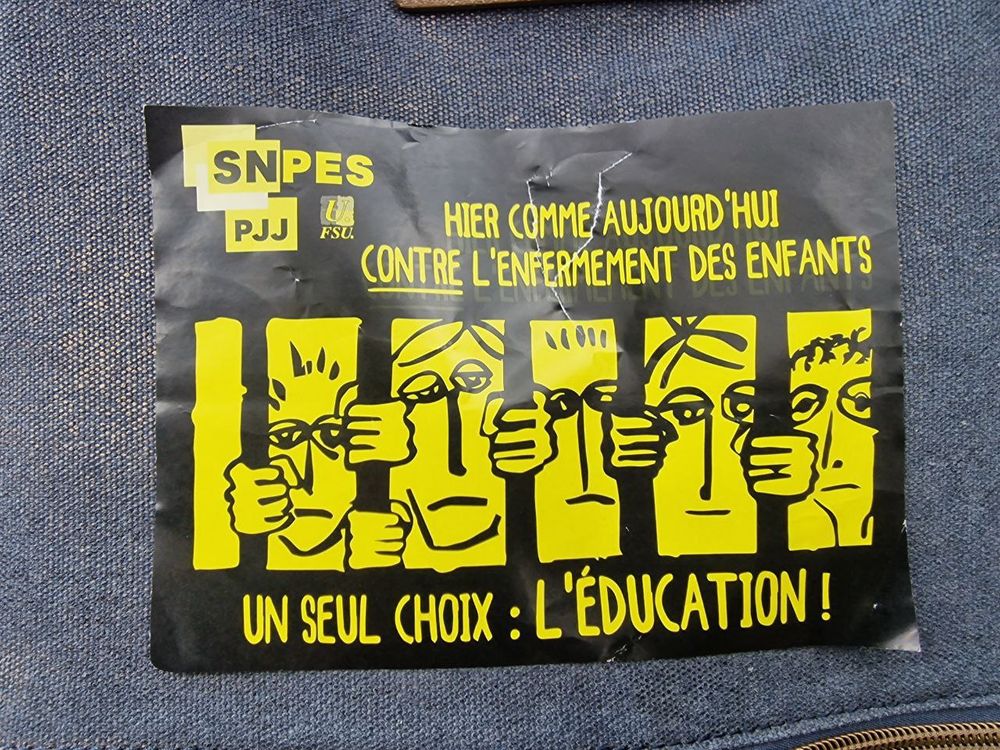 SNPES
PJJ
FSU.
HIER COMME AUJOURD'HUI
CONTRE L'ENFERMEMENT DES ENFANTS
UN SEUL CHOIX : L'ÉDUCATION !